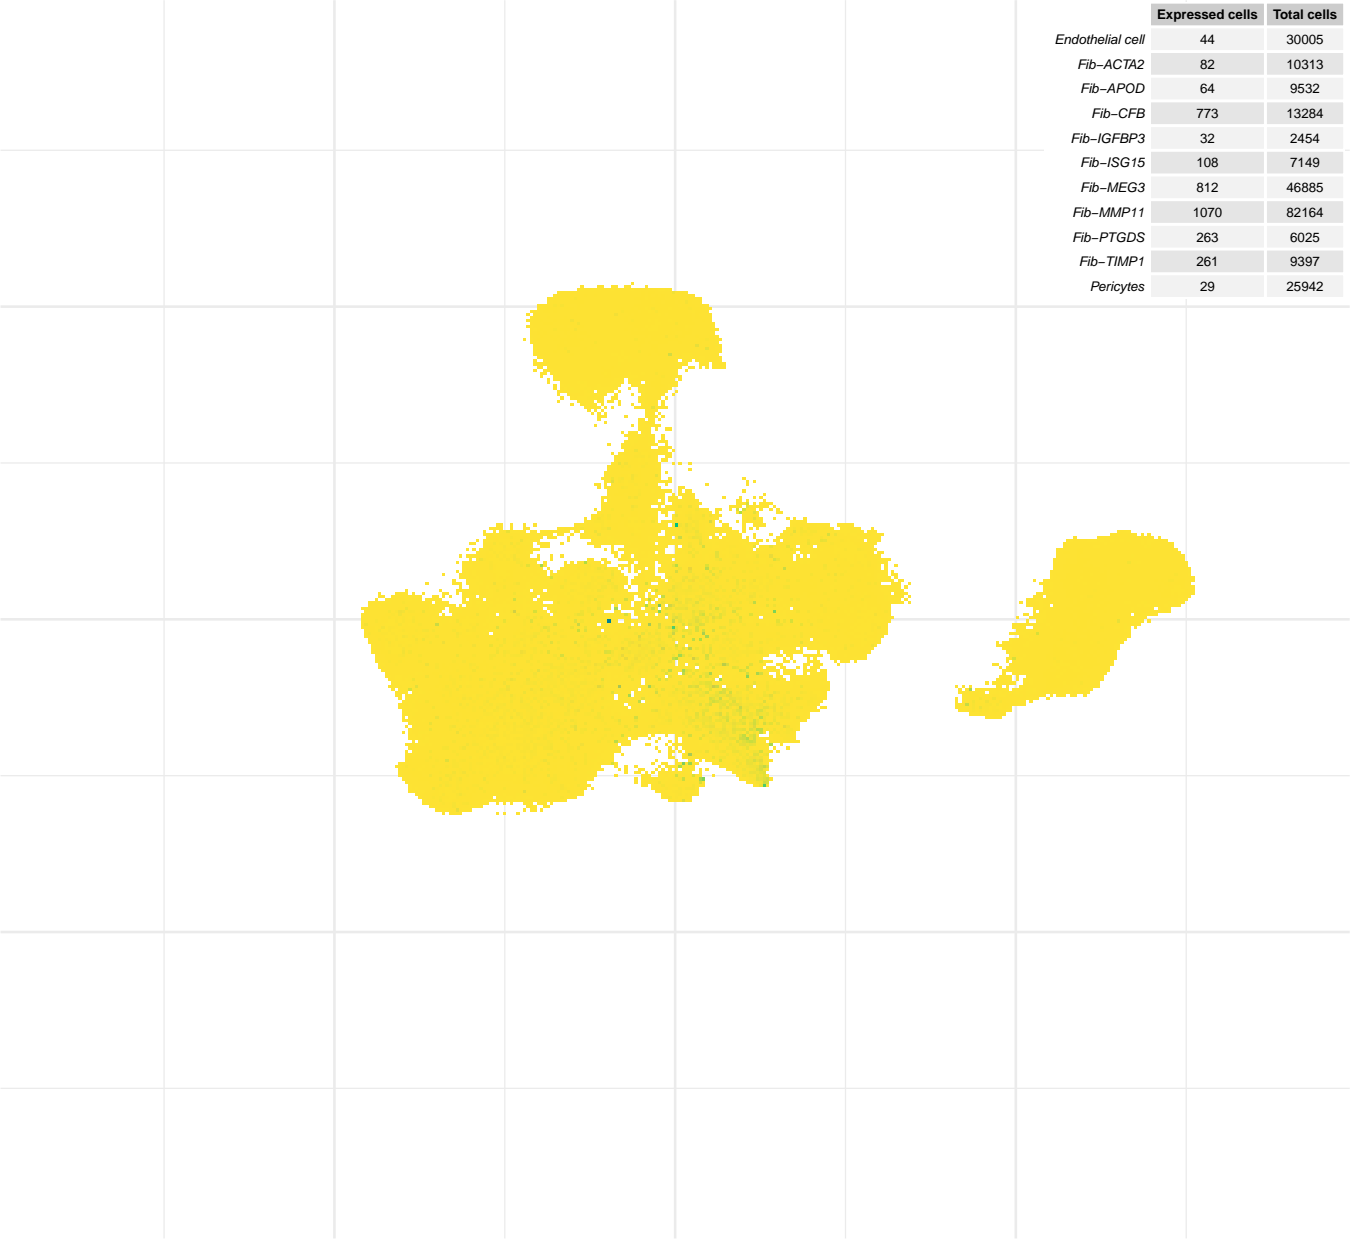 Expressed cells Total cells
Endothelial cell 44 30005
Fib−ACTA2 82 10313
Fib−APOD 64 9532
Fib−CFB 773 13284
Fib−IGFBP3 32 2454
Fib−ISG15 108 7149
Fib−MEG3 812 46885
Fib−MMP11 1070 82164
Fib−PTGDS 263 6025
Fib−TIMP1 261 9397
Pericytes 29 25942